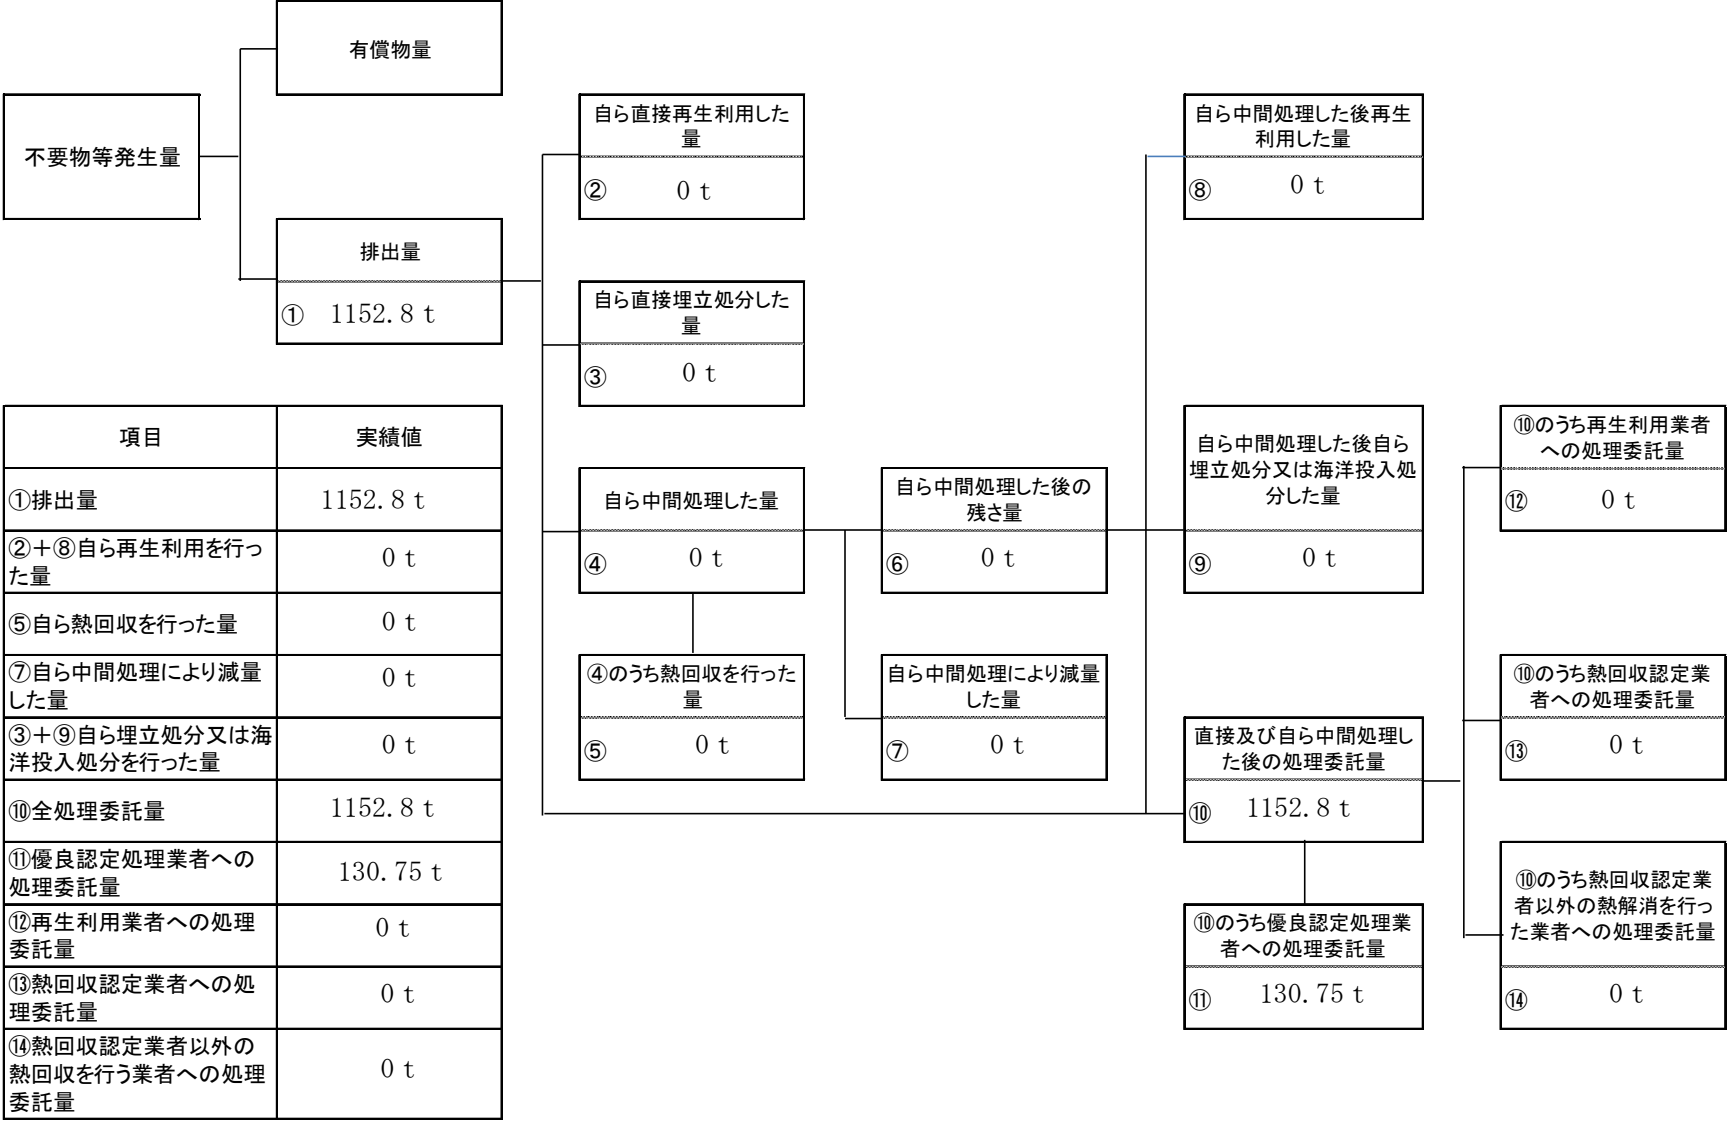 有償物量
不要物等発生量
排出量
① 1152.8 t
自ら直接再生利用した
量
② 0 t
自ら直接埋立処分した
量
③ 0 t
自ら中間処理した量
④ 0 t
④のうち熱回収を行った
量
⑤ 0 t
自ら中間処理した後の
残さ量
⑥ 0 t
自ら中間処理により減量
した量
⑦ 0 t
自ら中間処理した後再生
利用した量
⑧ 0 t
自ら中間処理した後自ら
埋立処分又は海洋投入処
分した量
⑨ 0 t
直接及び自ら中間処理し
た後の処理委託量
⑩ 1152.8 t
⑩のうち優良認定処理業
者への処理委託量
⑪ 130.75 t
⑩のうち再生利用業者
への処理委託量
⑫ 0 t
⑩のうち熱回収認定業
者への処理委託量
⑬ 0 t
⑩のうち熱回収認定業
者以外の熱解消を行っ
た業者への処理委託量
⑭ 0 t
項目 実績値
①排出量 1152.8 t
②＋⑧自ら再生利用を行っ
た量 0 t
⑤自ら熱回収を行った量 0 t
⑦自ら中間処理により減量
した量 0 t
③＋⑨自ら埋立処分又は海
洋投入処分を行った量 0 t
⑩全処理委託量 1152.8 t
⑪優良認定処理業者への
処理委託量 130.75 t
⑫再生利用業者への処理
委託量 0 t
⑬熱回収認定業者への処
理委託量 0 t
⑭熱回収認定業者以外の
熱回収を行う業者への処理
委託量 0 t